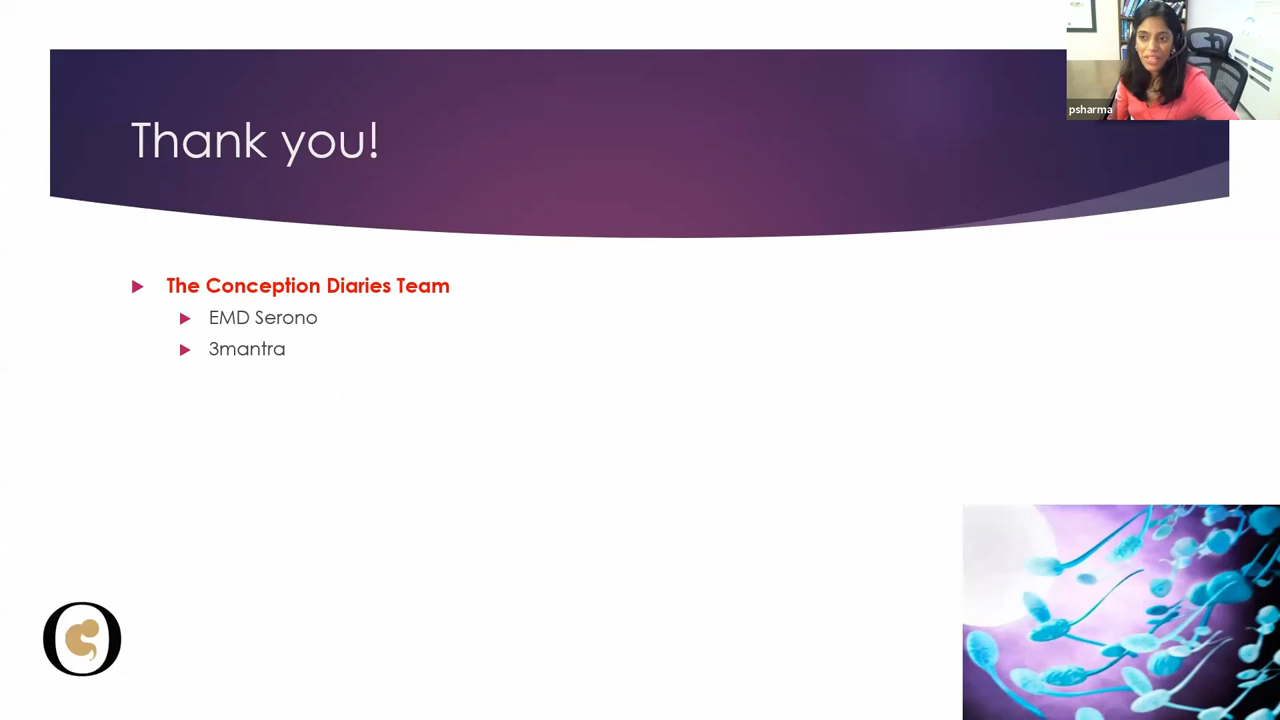 Thank you!
psharma
The Conception Diaries Team
EMD Serono
3mantra